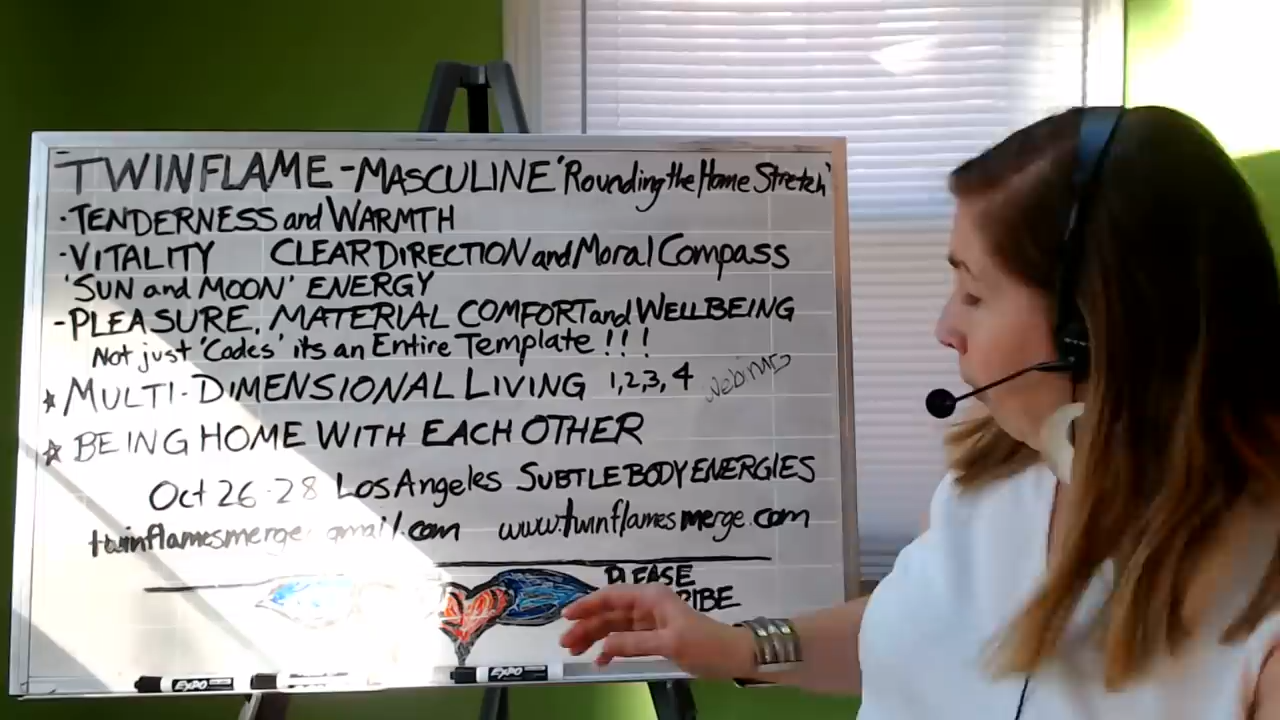 TWINFLAME - MASCULINE 'Rounding the Home Stretch'
· TENDERNESS and WARMTH
· VITALITY CLEAR DIRECTION and Moral Compass
'SUN and MOON' ENERGY
- PLEASURE, MATERIAL COMFORT and WELLBEING
Not just 'Codes' its an Entire Template !!!
☆ MULTI-DIMENSIONAL LIVING 1,2,3,4 webinars
☆ BEING HOME WITH EACH OTHER
Oct 26-28 Los Angeles SUBTLE BODY ENERGIES
twinflamesmerge gmail.com www.twinflamesmerge.com
PLEASE
EXPO EXPO